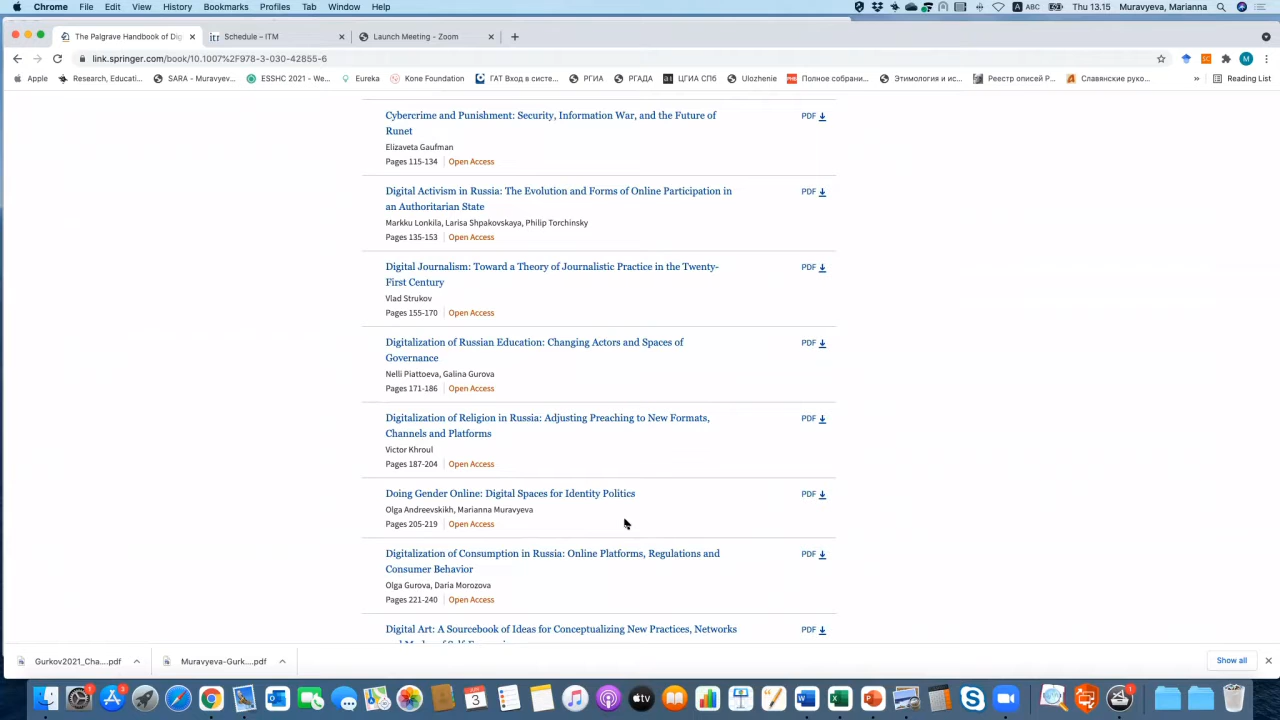 Chrome File Edit View History Bookmarks Profiles Tab Window Help ABC Thu 13.15 Muravyeva, Marianna
The Palgrave Handbook of Dig Schedule – ITM Launch Meeting - Zoom
link.springer.com/book/10.1007%2F978-3-030-42855-6
Apple Research, Educati... SARA - Muravyev... ESSHC 2021 - We... Eureka Kone Foundation ГАТ Вход в систе... РГИА РГАДА ЦГИА СПб Ulozhenie Полное собрани... Этимология и ис... Реестр описей Р... Славянские руко... » Reading List
Cybercrime and Punishment: Security, Information War, and the Future of
Runet
PDF
Elizaveta Gaufman
Pages 115-134 Open Access
Digital Activism in Russia: The Evolution and Forms of Online Participation in
an Authoritarian State
PDF
Markku Lonkila, Larisa Shpakovskaya, Philip Torchinsky
Pages 135-153 Open Access
Digital Journalism: Toward a Theory of Journalistic Practice in the Twenty-
First Century
PDF
Vlad Strukov
Pages 155-170 Open Access
Digitalization of Russian Education: Changing Actors and Spaces of
Governance
PDF
Nelli Piattoeva, Galina Gurova
Pages 171-186 Open Access
Digitalization of Religion in Russia: Adjusting Preaching to New Formats,
Channels and Platforms
PDF
Victor Khroul
Pages 187-204 Open Access
Doing Gender Online: Digital Spaces for Identity Politics
PDF
Olga Andreevskikh, Marianna Muravyeva
Pages 205-219 Open Access
Digitalization of Consumption in Russia: Online Platforms, Regulations and
Consumer Behavior
PDF
Olga Gurova, Daria Morozova
Pages 221-240 Open Access
Digital Art: A Sourcebook of Ideas for Conceptualizing New Practices, Networks
PDF
Gurkov2021_Cha....pdf Muravyeva-Gurk....pdf Show all